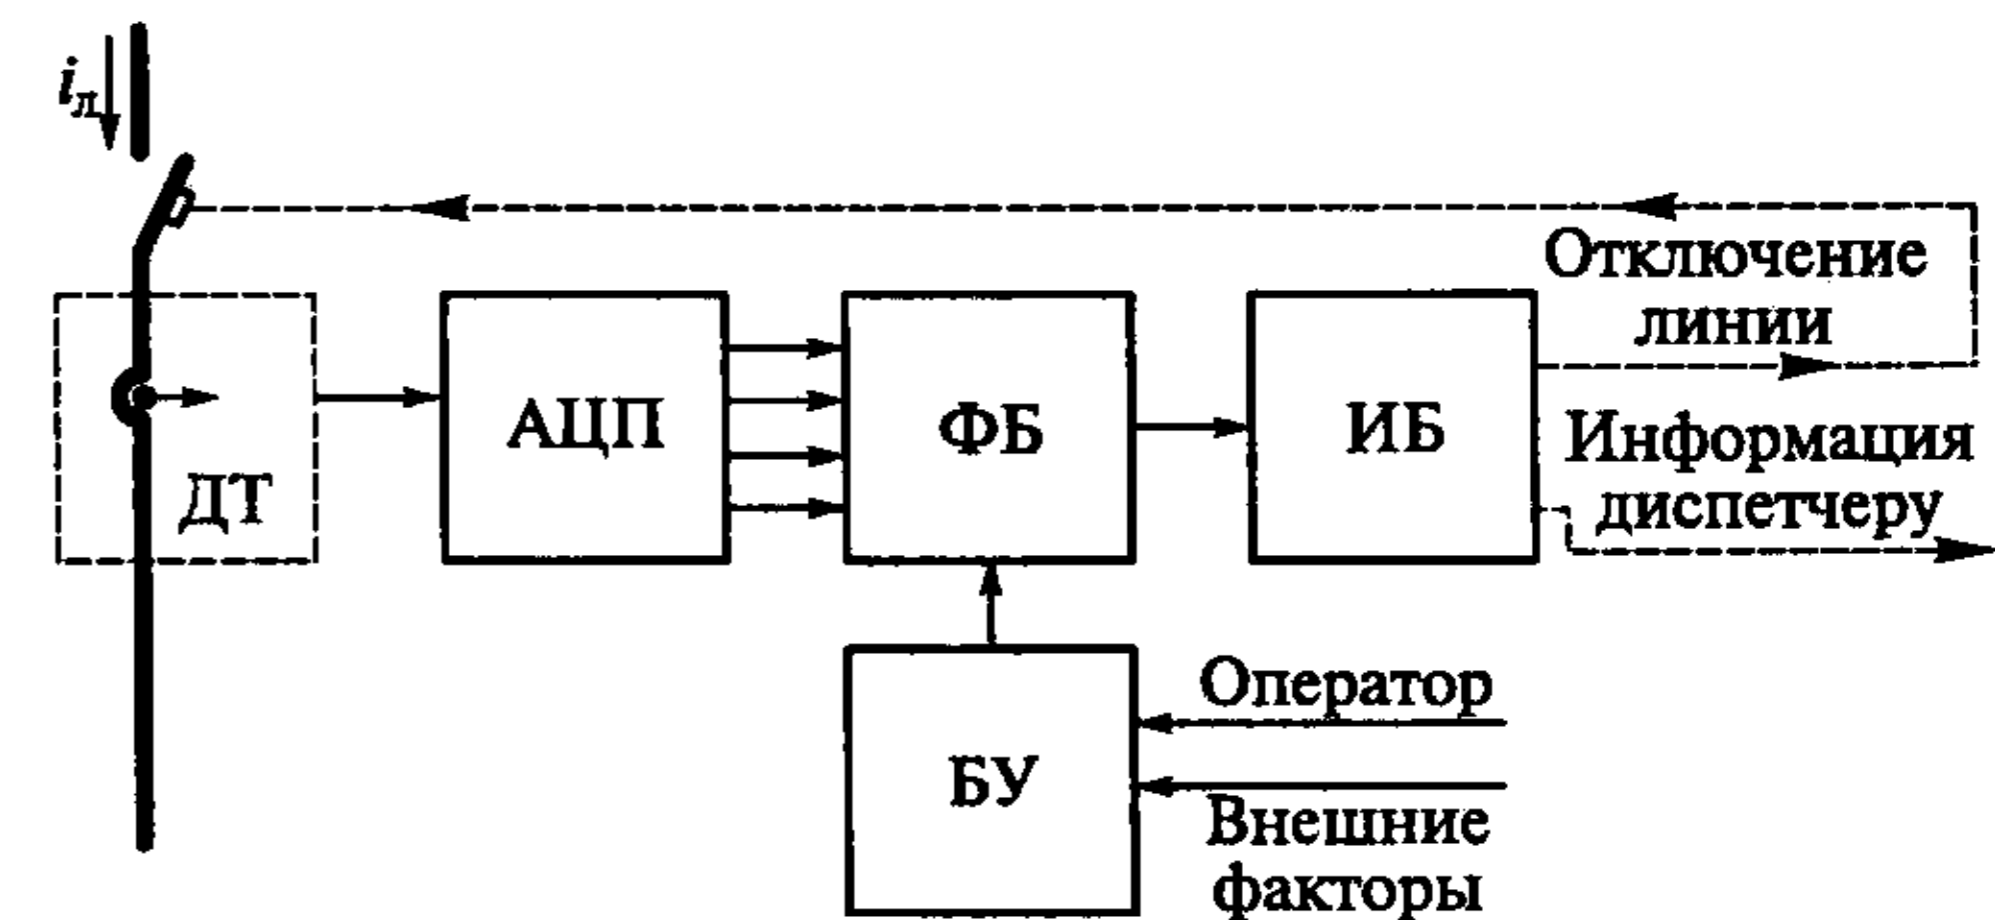 iл
Отключение
линии
АЦП
ФБ
ИБ
Информация
диспетчеру
ДТ
Оператор
БУ
Внешние
факторы